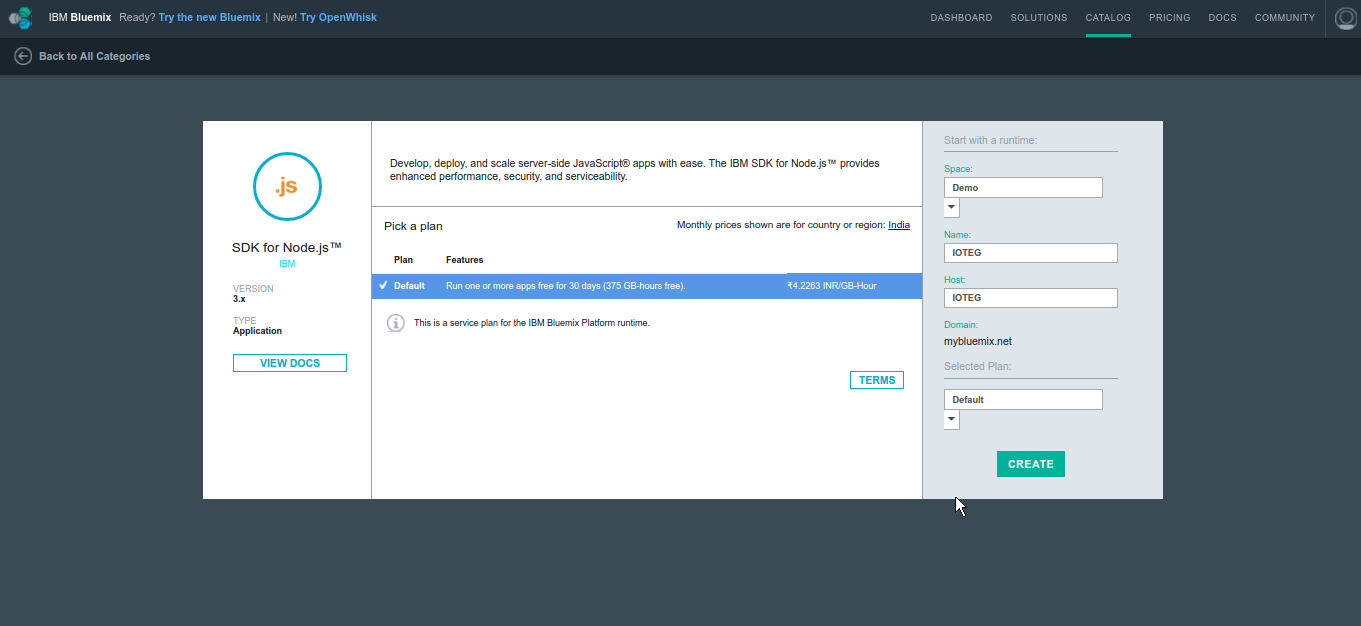 IBM Bluemix Ready? Try the new Bluemix | New! Try OpenWhisk
DASHBOARD SOLUTIONS CATALOG PRICING DOCS COMMUNITY
Back to All Categories
.js
SDK for Node.js™
IBM
VERSION
3.x
TYPE
Application
VIEW DOCS
Develop, deploy, and scale server-side JavaScript® apps with ease. The IBM SDK for Node.js™ provides
enhanced performance, security, and serviceability.
Pick a plan
Monthly prices shown are for country or region: India
Plan Features
Default Run one or more apps free for 30 days (375 GB-hours free). ₹4.2263 INR/GB-Hour
This is a service plan for the IBM Bluemix Platform runtime.
TERMS
Start with a runtime:
Space:
Demo
Name:
IOTEG
Host:
IOTEG
Domain:
mybluemix.net
Selected Plan:
Default
CREATE